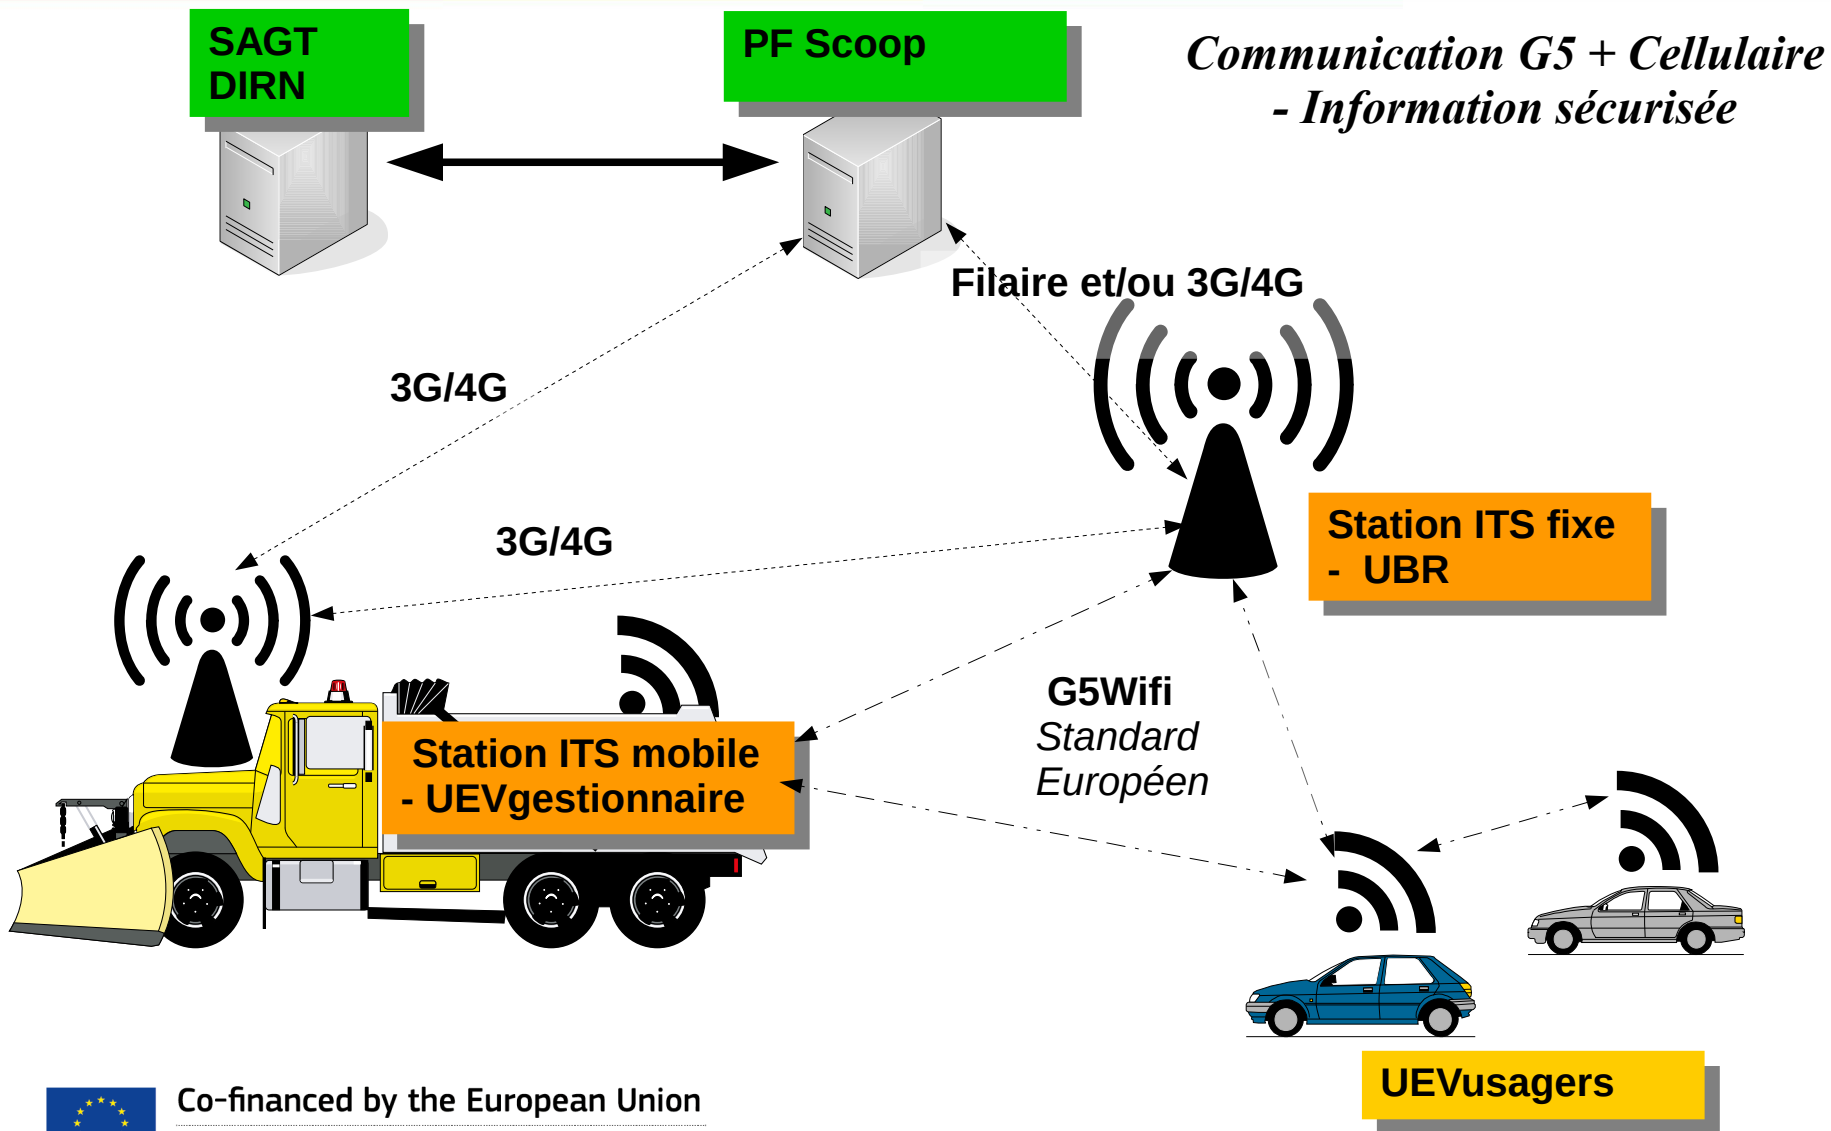 SAGT
DIRN
PF Scoop
Communication G5 + Cellulaire
- Information sécurisée
Filaire et/ou 3G/4G
3G/4G
3G/4G
Station ITS fixe
- UBR
G5Wifi
Standard
Européen
Station ITS mobile
- UEVgestionnaire
UEVusagers
Co-financed by the European Union